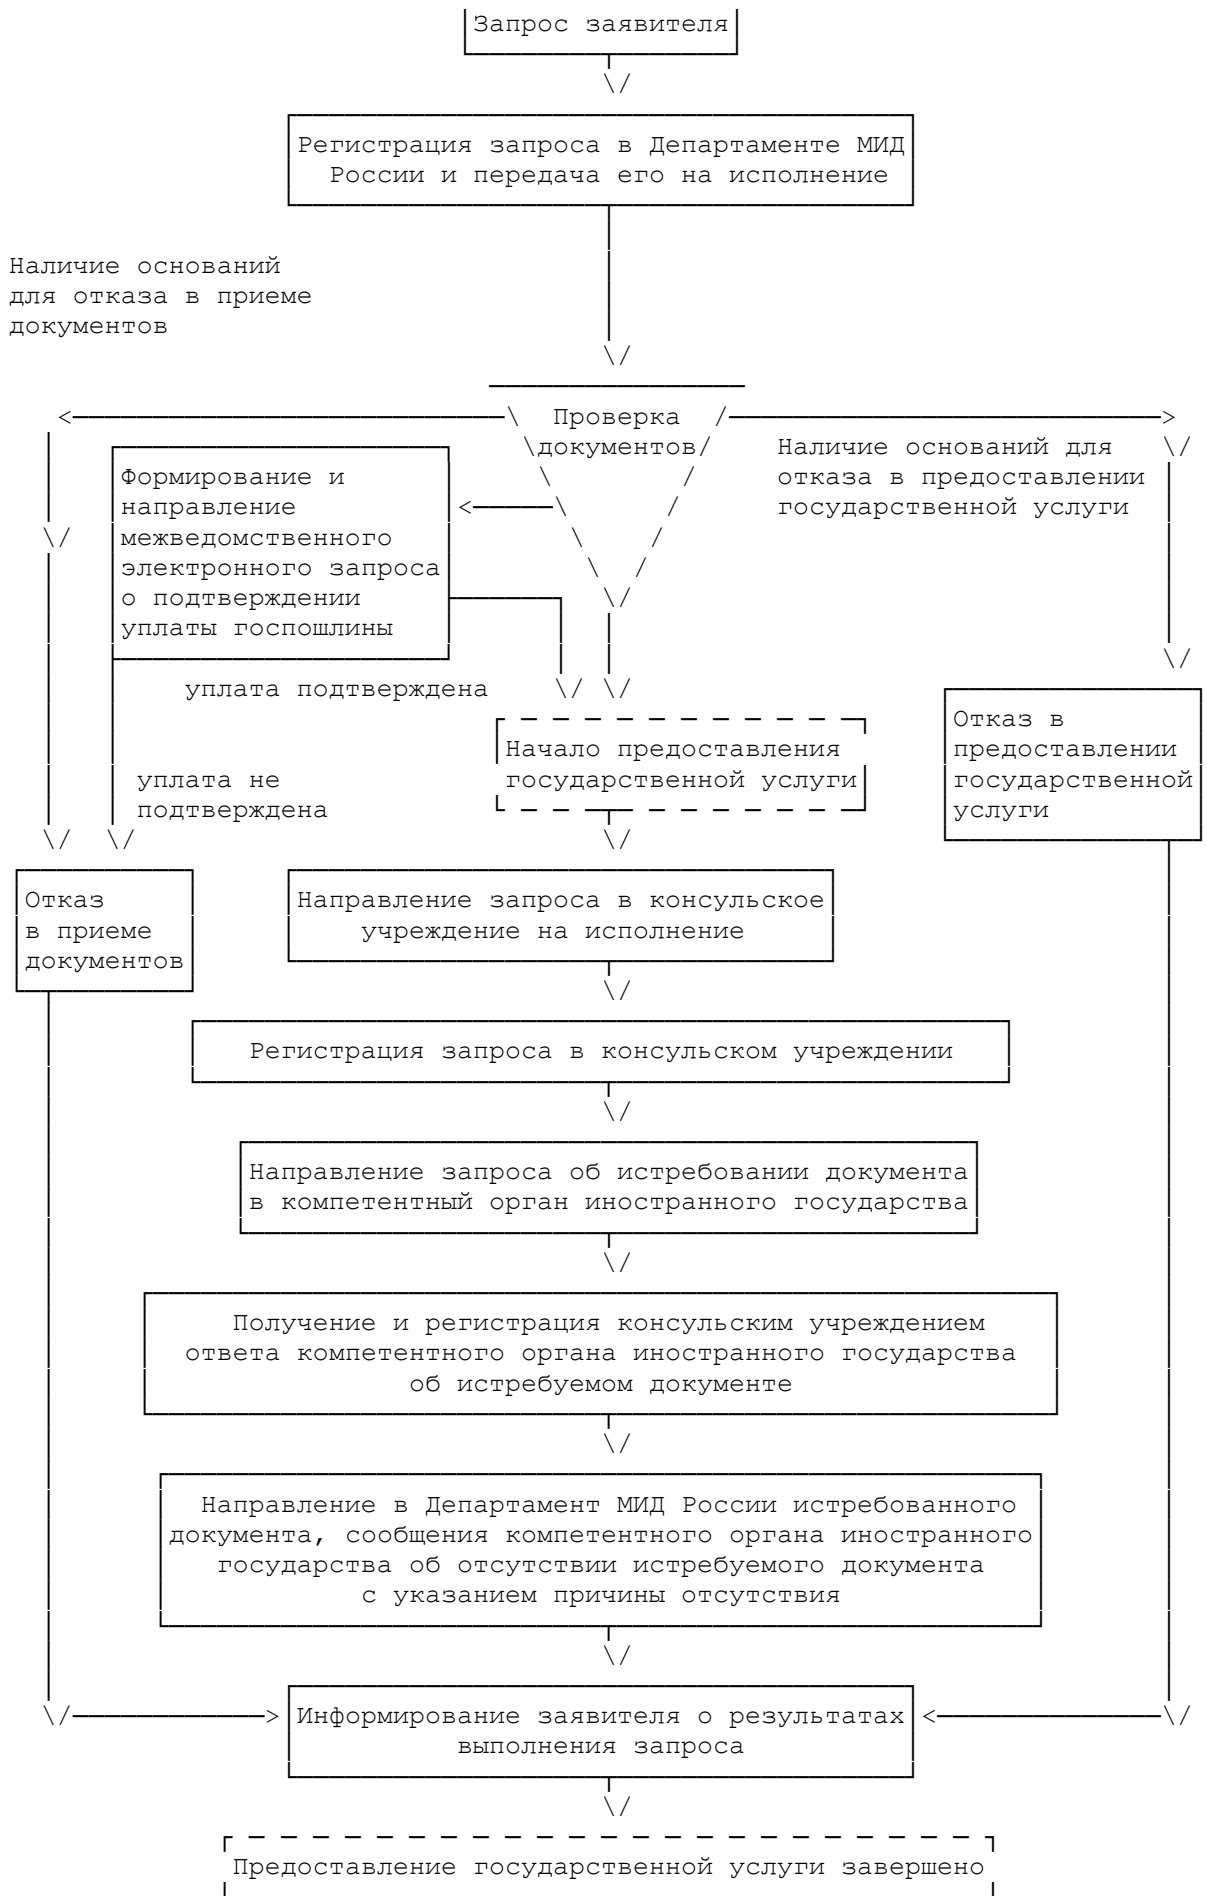 Запрос заявителя
Регистрация запроса в Департаменте МИД
России и передача его на исполнение
Наличие оснований
для отказа в приеме
документов
Проверка
документов
Наличие оснований для
отказа в предоставлении
государственной услуги
Формирование и
направление
межведомственного
электронного запроса
о подтверждении
уплаты госпошлины
уплата подтверждена
уплата не
подтверждена
Начало предоставления
государственной услуги
Отказ в
предоставлении
государственной
услуги
Отказ
в приеме
документов
Направление запроса в консульское
учреждение на исполнение
Регистрация запроса в консульском учреждении
Направление запроса об истребовании документа
в компетентный орган иностранного государства
Получение и регистрация консульским учреждением
ответа компетентного органа иностранного государства
об истребуемом документе
Направление в Департамент МИД России истребованного
документа, сообщения компетентного органа иностранного
государства об отсутствии истребуемого документа
с указанием причины отсутствия
Информирование заявителя о результатах
выполнения запроса
Предоставление государственной услуги завершено